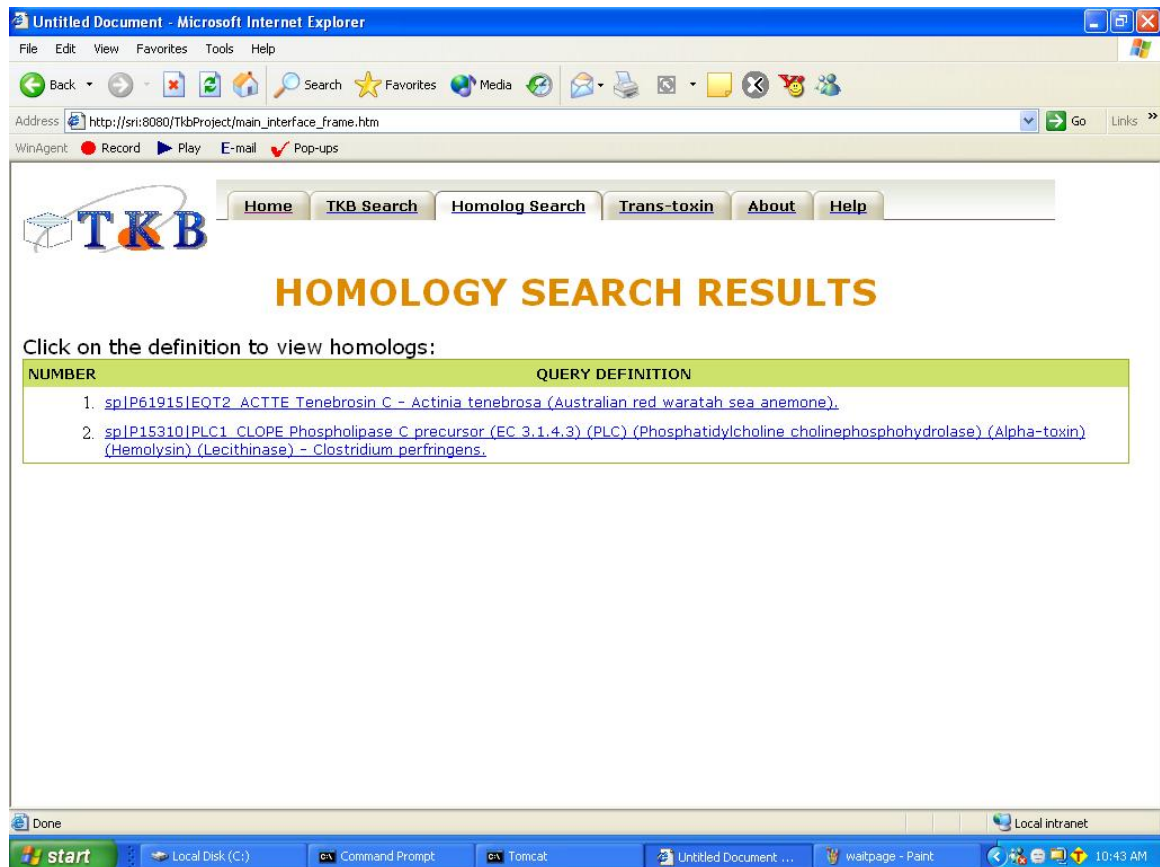 Untitled Document - Microsoft Internet Explorer
File Edit View Favorites Tools Help
Back Search Favorites Media
Address http://sri:8080/TkbProject/main_interface_frame.htm Go Links »
WinAgent Record Play E-mail Pop-ups
TKB Home TKB Search Homolog Search Trans-toxin About Help
HOMOLOGY SEARCH RESULTS
Click on the definition to view homologs:
NUMBER QUERY DEFINITION
1. sp|P61915|EQT2_ACTTE Tenebrosin C - Actinia tenebrosa (Australian red waratah sea anemone).
2. sp|P15310|PLC1_CLOPE Phospholipase C precursor (EC 3.1.4.3) (PLC) (Phosphatidylcholine cholinephosphohydrolase) (Alpha-toxin)
(Hemolysin) (Lecithinase) - Clostridium perfringens.
Done Local intranet
start Local Disk (C:) Command Prompt Tomcat Untitled Document ... waitpage - Paint 10:43 AM